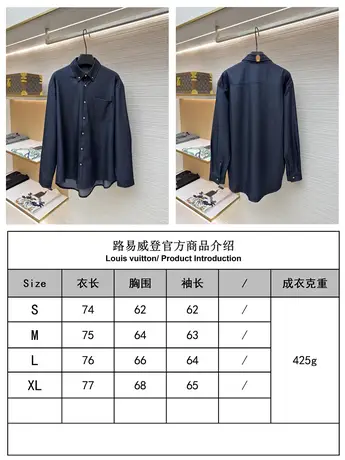 路易威登官方商品介绍
Louis vuitton/ Product Introduction
Size 衣长 胸围 袖长 / 成衣克重
S 74 62 62 /
M 75 64 63 /
L 76 66 64 / 425g
XL 77 68 65 /